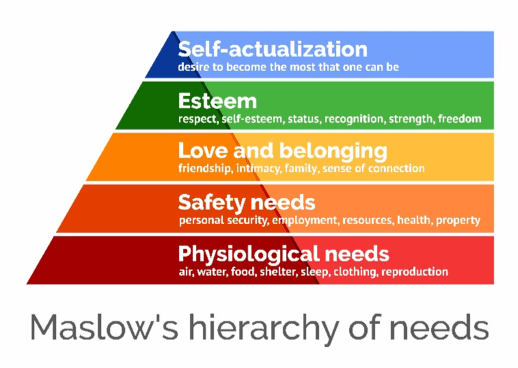 Self-actualization
desire to become the most that one can be
Esteem
respect, self-esteem, status, recognition, strength, freedom
Love and belonging
friendship, intimacy, family, sense of connection
Safety needs
personal security, employment, resources, health, property
Physiological needs
air, water, food, shelter, sleep, clothing, reproduction
Maslow's hierarchy of needs